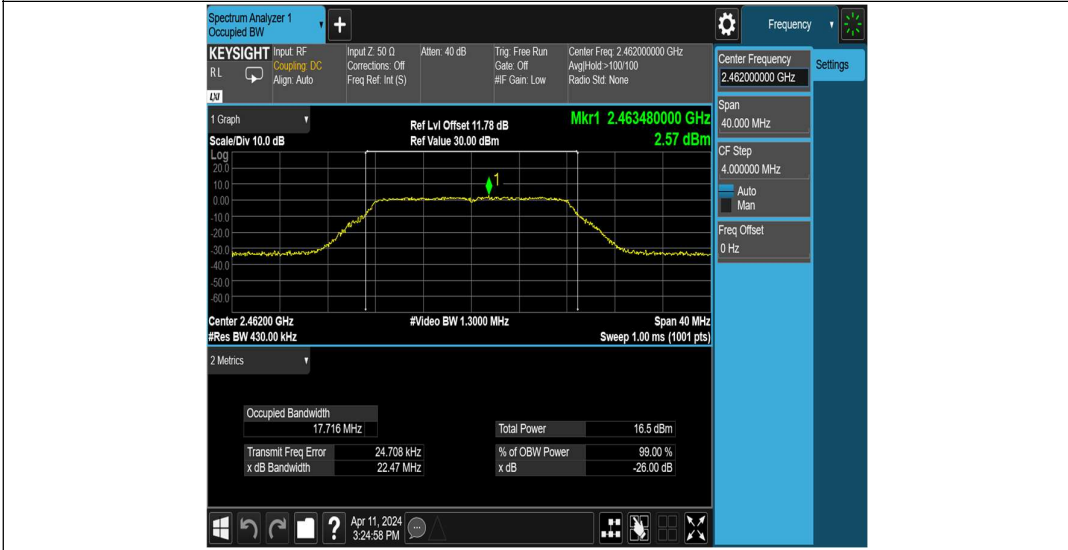 Spectrum Analyzer 1
Occupied BW
+
Frequency
KEYSIGHT
RL
LXI
Input: RF
Coupling: DC
Align: Auto
Input Z: 50 Ω
Corrections: Off
Freq Ref: Int (S)
Atten: 40 dB
Trig: Free Run
Gate: Off
#IF Gain: Low
Center Freq: 2.462000000 GHz
Avg|Hold:>100/100
Radio Std: None
Center Frequency
2.462000000 GHz
Settings
Span
40.000 MHz
CF Step
4.000000 MHz
Auto
Man
Freq Offset
0 Hz
1 Graph
Scale/Div 10.0 dB
Ref Lvl Offset 11.78 dB
Ref Value 30.00 dBm
Mkr1 2.463480000 GHz
2.57 dBm
Log
20.0
10.0
0.00
-10.0
-20.0
-30.0
-40.0
-50.0
-60.0
1
Center 2.46200 GHz
#Res BW 430.00 kHz
#Video BW 1.3000 MHz
Span 40 MHz
Sweep 1.00 ms (1001 pts)
2 Metrics
Occupied Bandwidth
17.716 MHz
Total Power 16.5 dBm
Transmit Freq Error 24.708 kHz
% of OBW Power 99.00 %
x dB Bandwidth 22.47 MHz
x dB -26.00 dB
?
Apr 11, 2024
3:24:58 PM